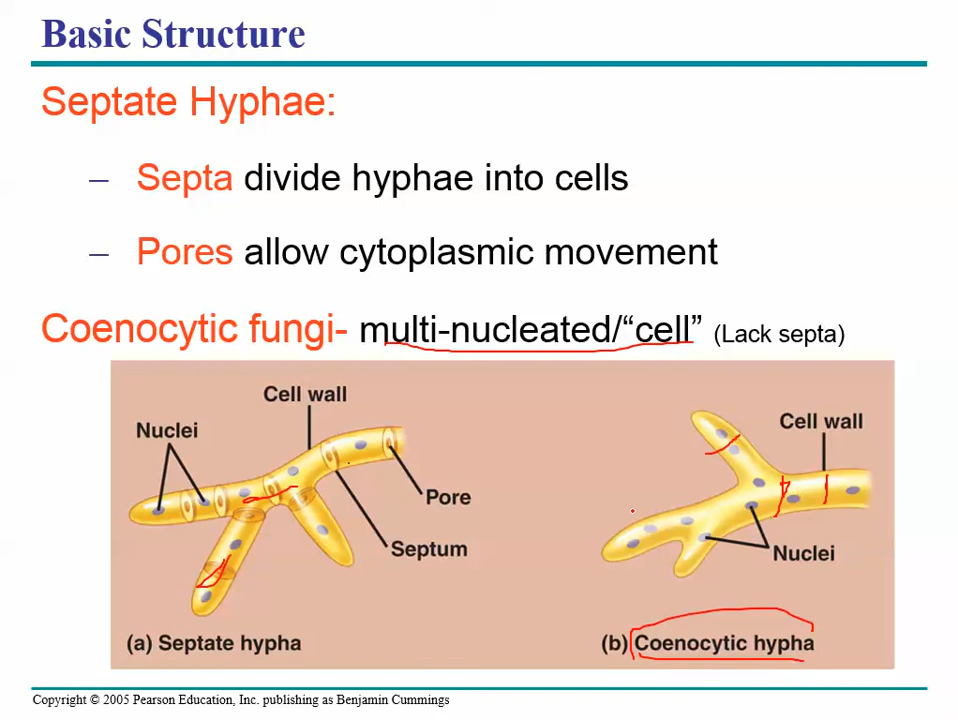 Basic Structure
Septate Hyphae:
– Septa divide hyphae into cells
– Pores allow cytoplasmic movement
Coenocytic fungi- multi-nucleated/“cell” (Lack septa)
Cell wall
Nuclei
Pore
Septum
(a) Septate hypha
Cell wall
Nuclei
(b) Coenocytic hypha
Copyright © 2005 Pearson Education, Inc. publishing as Benjamin Cummings